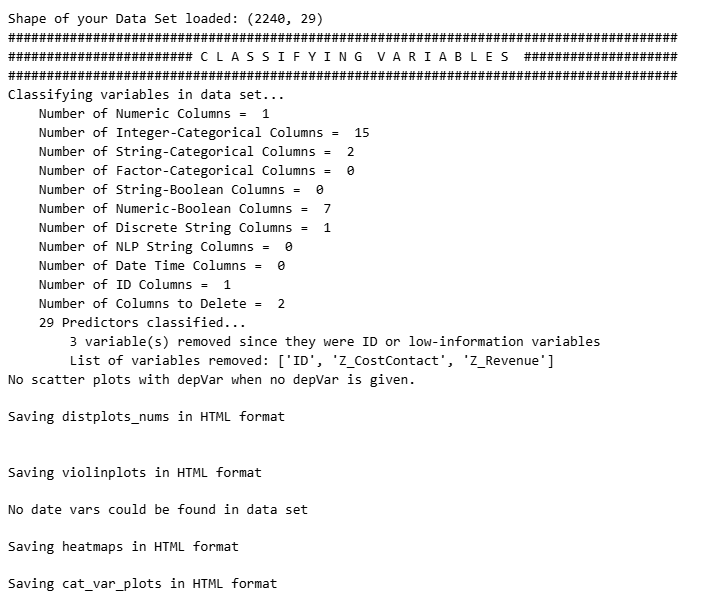 Shape of your Data Set loaded: (2240, 29)
#######################################################################################
######################## C L A S S I F Y I N G  V A R I A B L E S  ####################
#######################################################################################
Classifying variables in data set...
    Number of Numeric Columns =  1
    Number of Integer-Categorical Columns =  15
    Number of String-Categorical Columns =  2
    Number of Factor-Categorical Columns =  0
    Number of String-Boolean Columns =  0
    Number of Numeric-Boolean Columns =  7
    Number of Discrete String Columns =  1
    Number of NLP String Columns =  0
    Number of Date Time Columns =  0
    Number of ID Columns =  1
    Number of Columns to Delete =  2
    29 Predictors classified...
        3 variable(s) removed since they were ID or low-information variables
        List of variables removed: ['ID', 'Z_CostContact', 'Z_Revenue']
No scatter plots with depVar when no depVar is given.
Saving distplots_nums in HTML format
Saving violinplots in HTML format
No date vars could be found in data set
Saving heatmaps in HTML format
Saving cat_var_plots in HTML format